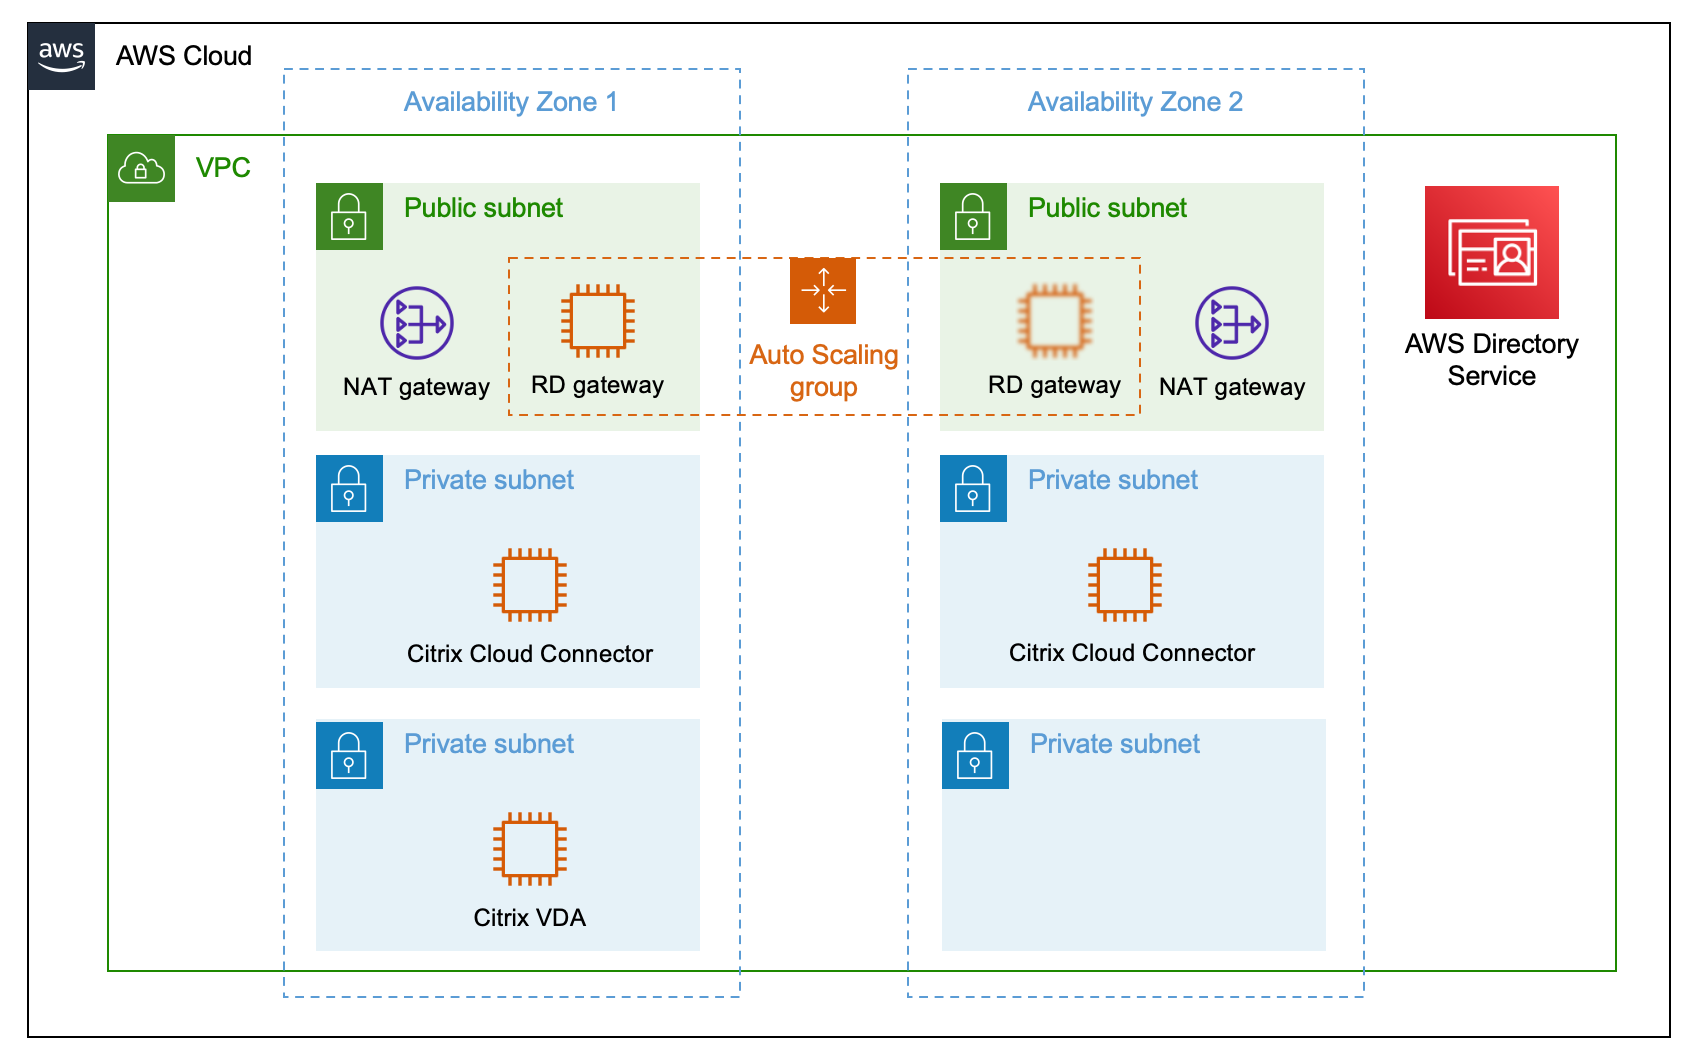 aws
AWS Cloud
Availability Zone 1
Availability Zone 2
VPC
Public subnet
Public subnet
NAT gateway
RD gateway
Auto Scaling
group
RD gateway
NAT gateway
AWS Directory
Service
Private subnet
Private subnet
Citrix Cloud Connector
Citrix Cloud Connector
Private subnet
Private subnet
Citrix VDA